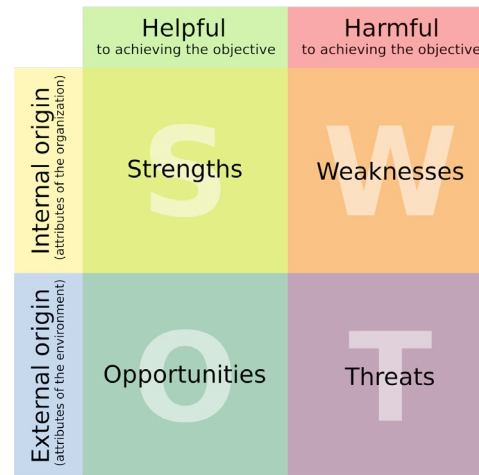 Helpful
to achieving the objective
Harmful
to achieving the objective
Internal origin
(attributes of the organization)
S
Strengths
W
Weaknesses
External origin
(attributes of the environment)
O
Opportunities
T
Threats